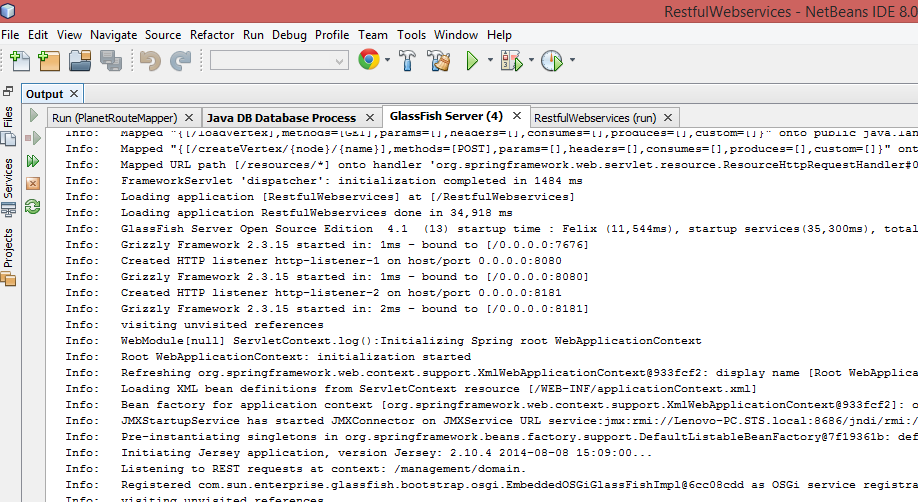 RestfulWebservices - NetBeans IDE 8.0
File Edit View Navigate Source Refactor Run Debug Profile Team Tools Window Help
Output
Run (PlanetRouteMapper) Java DB Database Process GlassFish Server (4) RestfulWebservices (run)
Files
Services
Projects
Info: Mapped "{[/loadVertex],methods=[GET],params=[],headers=[],consumes=[],produces=[],custom=[]}" onto public java.lan
Info: Mapped "{[/createVertex/{node}/{name}],methods=[POST],params=[],headers=[],consumes=[],produces=[],custom=[]}" ont
Info: Mapped URL path [/resources/*] onto handler 'org.springframework.web.servlet.resource.ResourceHttpRequestHandler#0
Info: FrameworkServlet 'dispatcher': initialization completed in 1484 ms
Info: Loading application [RestfulWebservices] at [/RestfulWebservices]
Info: Loading application RestfulWebservices done in 34,918 ms
Info: GlassFish Server Open Source Edition 4.1 (13) startup time : Felix (11,544ms), startup services(35,300ms), total
Info: Grizzly Framework 2.3.15 started in: 1ms - bound to [/0.0.0.0:7676]
Info: Created HTTP listener http-listener-1 on host/port 0.0.0.0:8080
Info: Grizzly Framework 2.3.15 started in: 1ms - bound to [/0.0.0.0:8080]
Info: Created HTTP listener http-listener-2 on host/port 0.0.0.0:8181
Info: Grizzly Framework 2.3.15 started in: 2ms - bound to [/0.0.0.0:8181]
Info: visiting unvisited references
Info: WebModule[null] ServletContext.log():Initializing Spring root WebApplicationContext
Info: Root WebApplicationContext: initialization started
Info: Refreshing org.springframework.web.context.support.XmlWebApplicationContext@933fcf2: display name [Root WebApplica
Info: Loading XML bean definitions from ServletContext resource [/WEB-INF/applicationContext.xml]
Info: Bean factory for application context [org.springframework.web.context.support.XmlWebApplicationContext@933fcf2]: o
Info: JMXStartupService has started JMXConnector on JMXService URL service:jmx:rmi://Lenovo-PC.STS.local:8686/jndi/rmi:/
Info: Pre-instantiating singletons in org.springframework.beans.factory.support.DefaultListableBeanFactory@7f19361b: def
Info: Initiating Jersey application, version Jersey: 2.10.4 2014-08-08 15:09:00...
Info: Listening to REST requests at context: /management/domain.
Info: Registered com.sun.enterprise.glassfish.bootstrap.osgi.EmbeddedOSGiGlassFishImpl@6cc08cdd as OSGi service registra
Info: visiting unvisited references